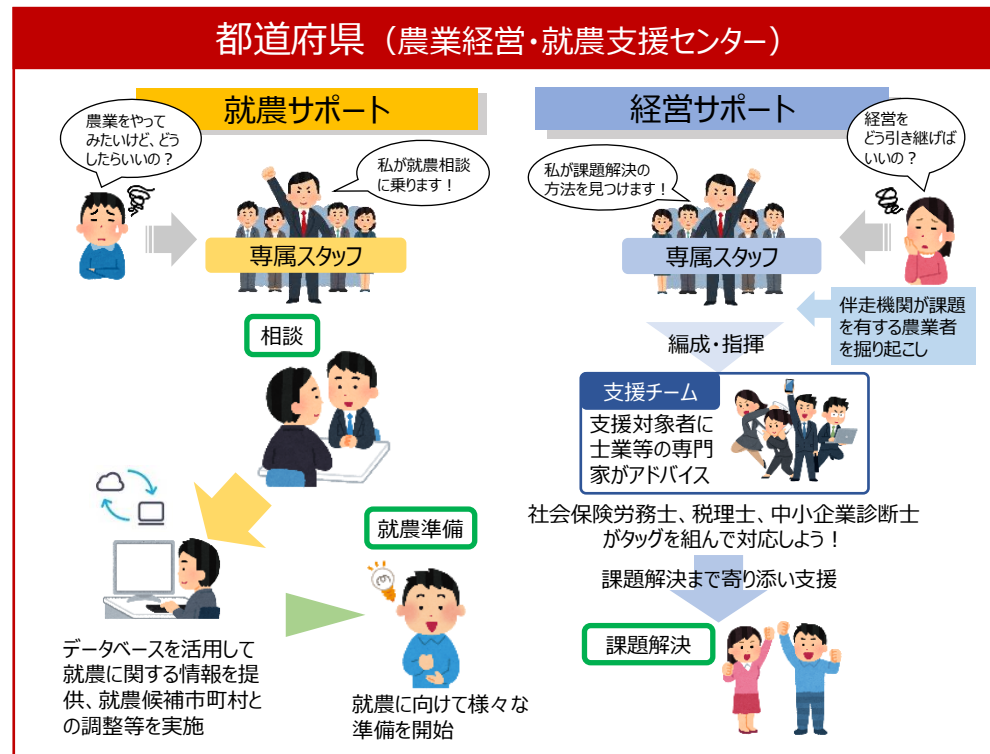 都道府県（農業経営・就農支援センター）
就農サポート
農業をやって
みたいけど、どう
したらいいの？
私が就農相談
に乗ります！
専属スタッフ
相談
データベースを活用して
就農に関する情報を提
供、就農候補市町村と
の調整等を実施
就農準備
就農に向けて様々な
準備を開始
経営サポート
経営を
どう引き継げば
いいの？
私が課題解決の
方法を見つけます！
専属スタッフ
伴走機関が課題
を有する農業者
を掘り起こし
編成・指揮
支援チーム
支援対象者に
士業等の専門
家がアドバイス
社会保険労務士、税理士、中小企業診断士
がタッグを組んで対応しよう！
課題解決まで寄り添い支援
課題解決